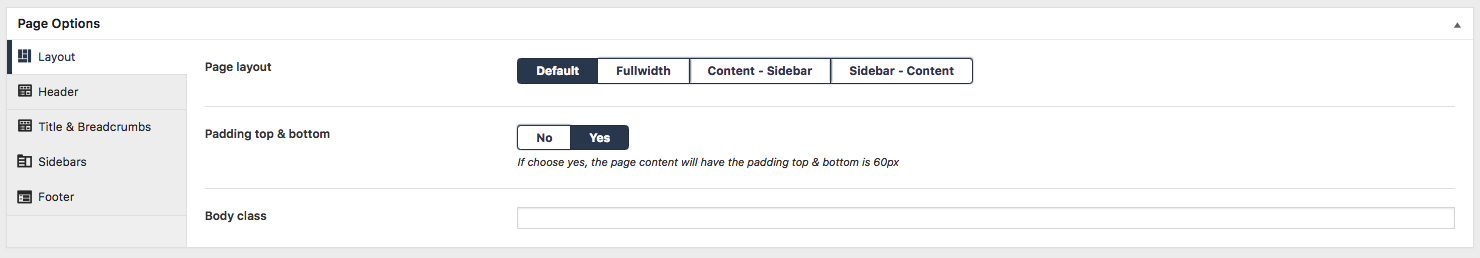 Page Options
Layout
Header
Title & Breadcrumbs
Sidebars
Footer
Page layout
Default Fullwidth Content - Sidebar Sidebar - Content
Padding top & bottom
No Yes
If choose yes, the page content will have the padding top & bottom is 60px
Body class